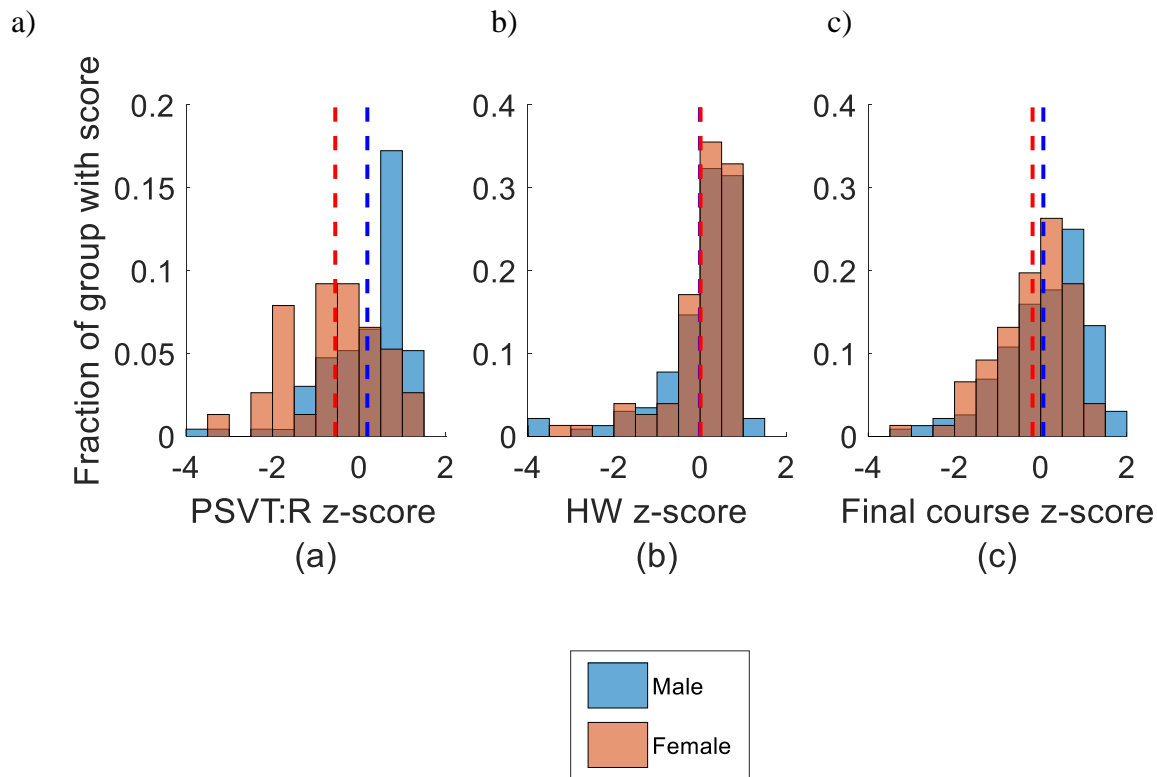 a)
b)
c)
Fraction of group with score
0.2
0.15
0.1
0.05
0
-4 -2 0 2
PSVT:R z-score
(a)
0.4
0.3
0.2
0.1
0
-4 -2 0 2
HW z-score
(b)
0.4
0.3
0.2
0.1
0
-4 -2 0 2
Final course z-score
(c)
Male
Female